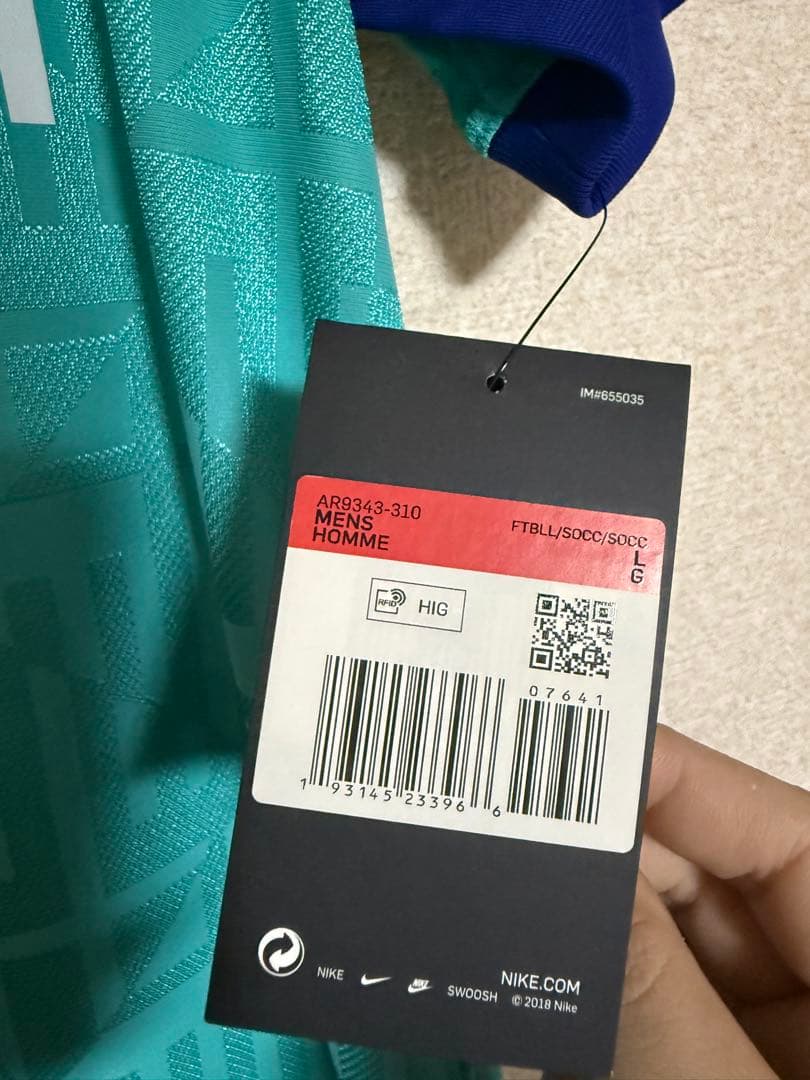 IM#655035
AR9343-310
MENS
HOMME
FTBLL/SOCC/SOCC
L
G
RFID
HIG
07641
1 93145 23396 6
NIKE
NIKE
SWOOSH
NIKE.COM
© 2018 Nike